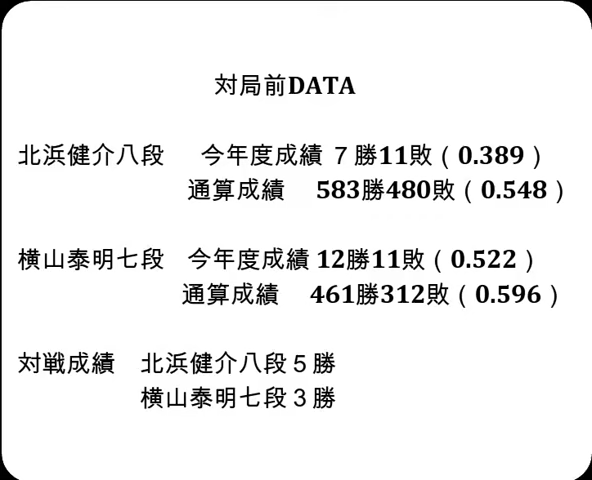 対局前DATA
北浜健介八段 今年度成績 ７勝11敗（0.389）
通算成績 583勝480敗（0.548）
横山泰明七段 今年度成績 12勝11敗（0.522）
通算成績 461勝312敗（0.596）
対戦成績 北浜健介八段５勝
横山泰明七段３勝